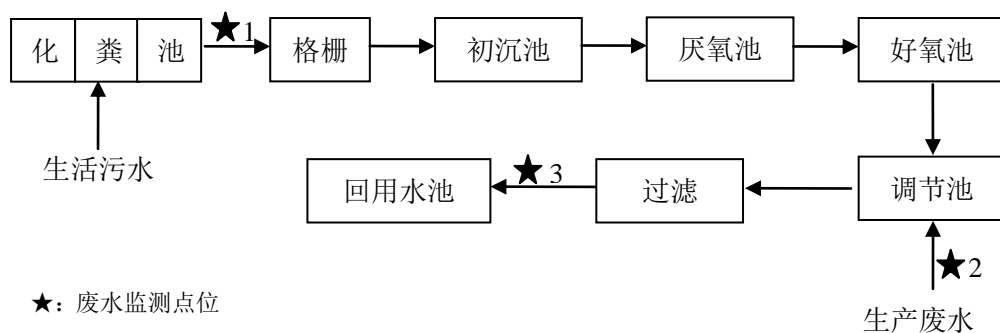 ★1
化 粪 池
格栅
初沉池
厌氧池
好氧池
生活污水
回用水池
★3
过滤
调节池
★2
★：废水监测点位
生产废水